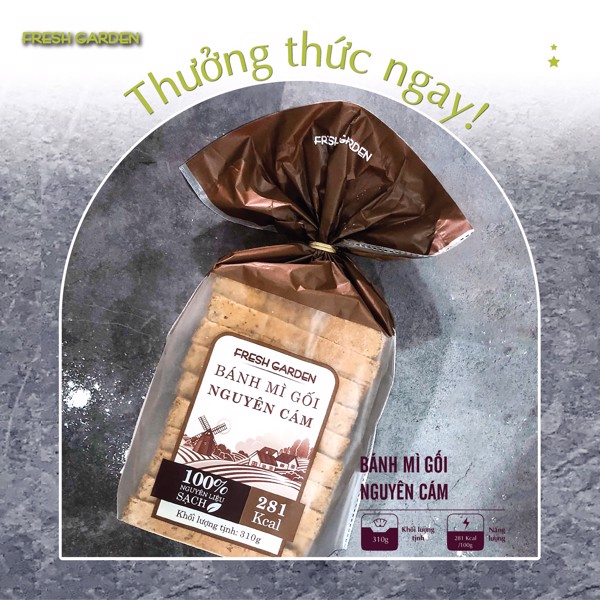 FRESH GARDEN
Thưởng thức ngay!
FRESH GARDEN
FRESH GARDEN
BÁNH MÌ GỐI
NGUYÊN CÁM
100%
NGUYÊN LIỆU
SẠCH
281
Kcal
Khối lượng tịnh: 310g
BÁNH MÌ GỐI
NGUYÊN CÁM
310g
Khối lượng
tịnh
281 Kcal
/100g
Năng
lượng